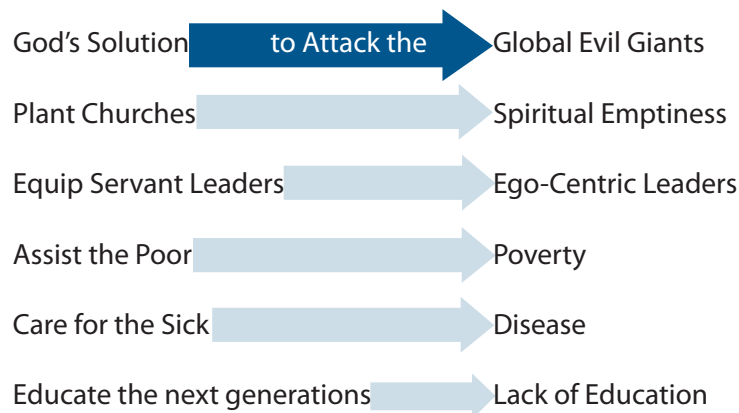 God's Solution to Attack the Global Evil Giants
Plant Churches Spiritual Emptiness
Equip Servant Leaders Ego-Centric Leaders
Assist the Poor Poverty
Care for the Sick Disease
Educate the next generations Lack of Education